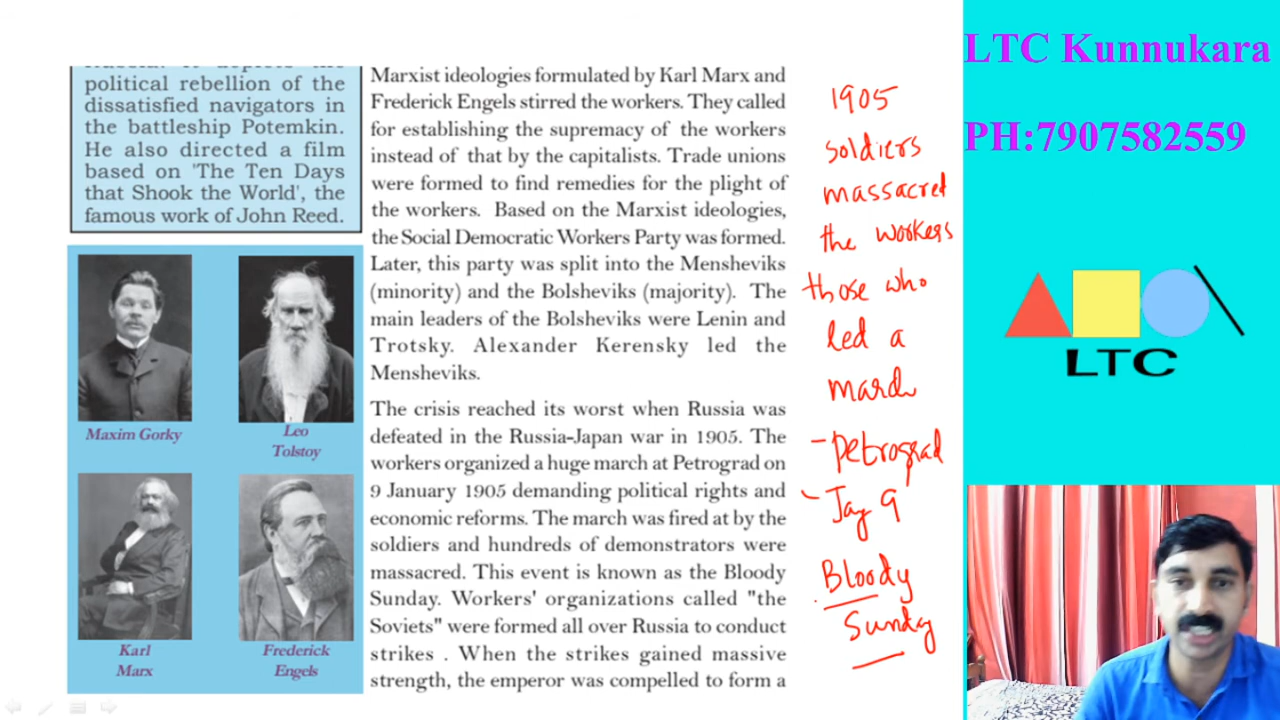 political rebellion of the
dissatisfied navigators in
the battleship Potemkin.
He also directed a film
based on 'The Ten Days
that Shook the World', the
famous work of John Reed.
Maxim Gorky
Leo
Tolstoy
Karl
Marx
Frederick
Engels
Marxist ideologies formulated by Karl Marx and
Frederick Engels stirred the workers. They called
for establishing the supremacy of the workers
instead of that by the capitalists. Trade unions
were formed to find remedies for the plight of
the workers. Based on the Marxist ideologies,
the Social Democratic Workers Party was formed.
Later, this party was split into the Mensheviks
(minority) and the Bolsheviks (majority). The
main leaders of the Bolsheviks were Lenin and
Trotsky. Alexander Kerensky led the
Mensheviks.
The crisis reached its worst when Russia was
defeated in the Russia-Japan war in 1905. The
workers organized a huge march at Petrograd on
9 January 1905 demanding political rights and
economic reforms. The march was fired at by the
soldiers and hundreds of demonstrators were
massacred. This event is known as the Bloody
Sunday. Workers' organizations called "the
Soviets" were formed all over Russia to conduct
strikes . When the strikes gained massive
strength, the emperor was compelled to form a
1905
soldiers
massacred
the workers
those who
led a
march
- Petrograd
- Jay 9
Bloody
Sunday
LTC Kunnukara
PH:7907582559
LTC